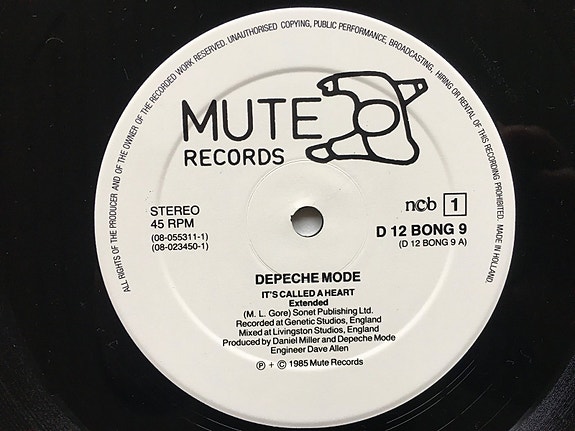 ALL RIGHTS OF THE PRODUCER AND OF THE OWNER OF THE RECORDED WORK RESERVED. UNAUTHORISED COPYING, PUBLIC PERFORMANCE, BROADCASTING, HIRING OR RENTAL OF THIS RECORDING PROHIBITED. MADE IN HOLLAND.
MUTE
RECORDS
STEREO
45 RPM
(08-055311-1)
(08-023450-1)
ncb 1
D 12 BONG 9
(D 12 BONG 9 A)
DEPECHE MODE
IT'S CALLED A HEART
Extended
(M. L. Gore) Sonet Publishing Ltd.
Recorded at Genetic Studios, England
Mixed at Livingston Studios, England
Produced by Daniel Miller and Depeche Mode
Engineer Dave Allen
℗ + © 1985 Mute Records